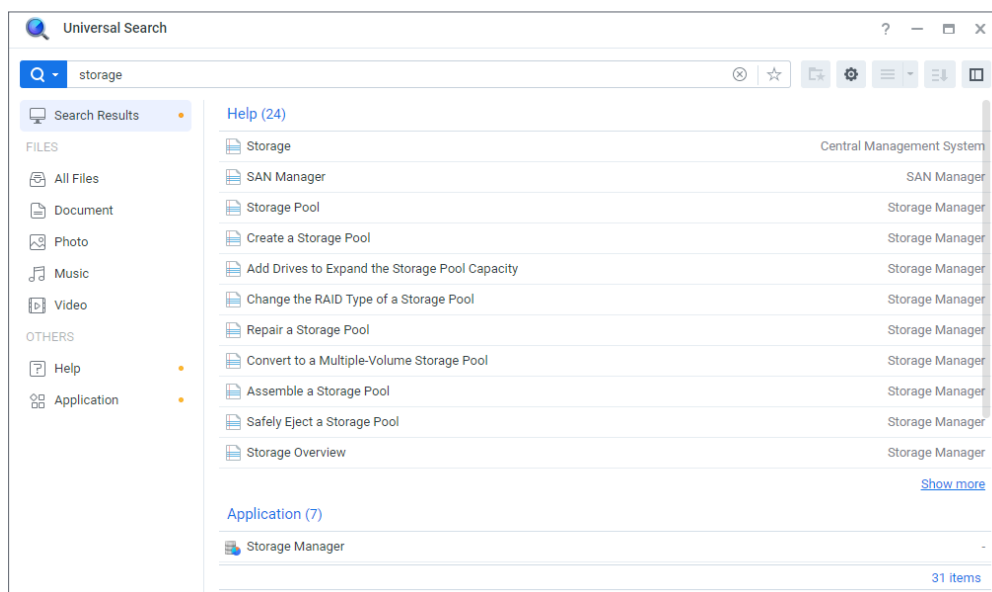 Universal Search
storage
Search Results
FILES
All Files
Document
Photo
Music
Video
OTHERS
Help
Application
Help (24)
Storage Central Management System
SAN Manager SAN Manager
Storage Pool Storage Manager
Create a Storage Pool Storage Manager
Add Drives to Expand the Storage Pool Capacity Storage Manager
Change the RAID Type of a Storage Pool Storage Manager
Repair a Storage Pool Storage Manager
Convert to a Multiple-Volume Storage Pool Storage Manager
Assemble a Storage Pool Storage Manager
Safely Eject a Storage Pool Storage Manager
Storage Overview Storage Manager
Show more
Application (7)
Storage Manager -
31 items